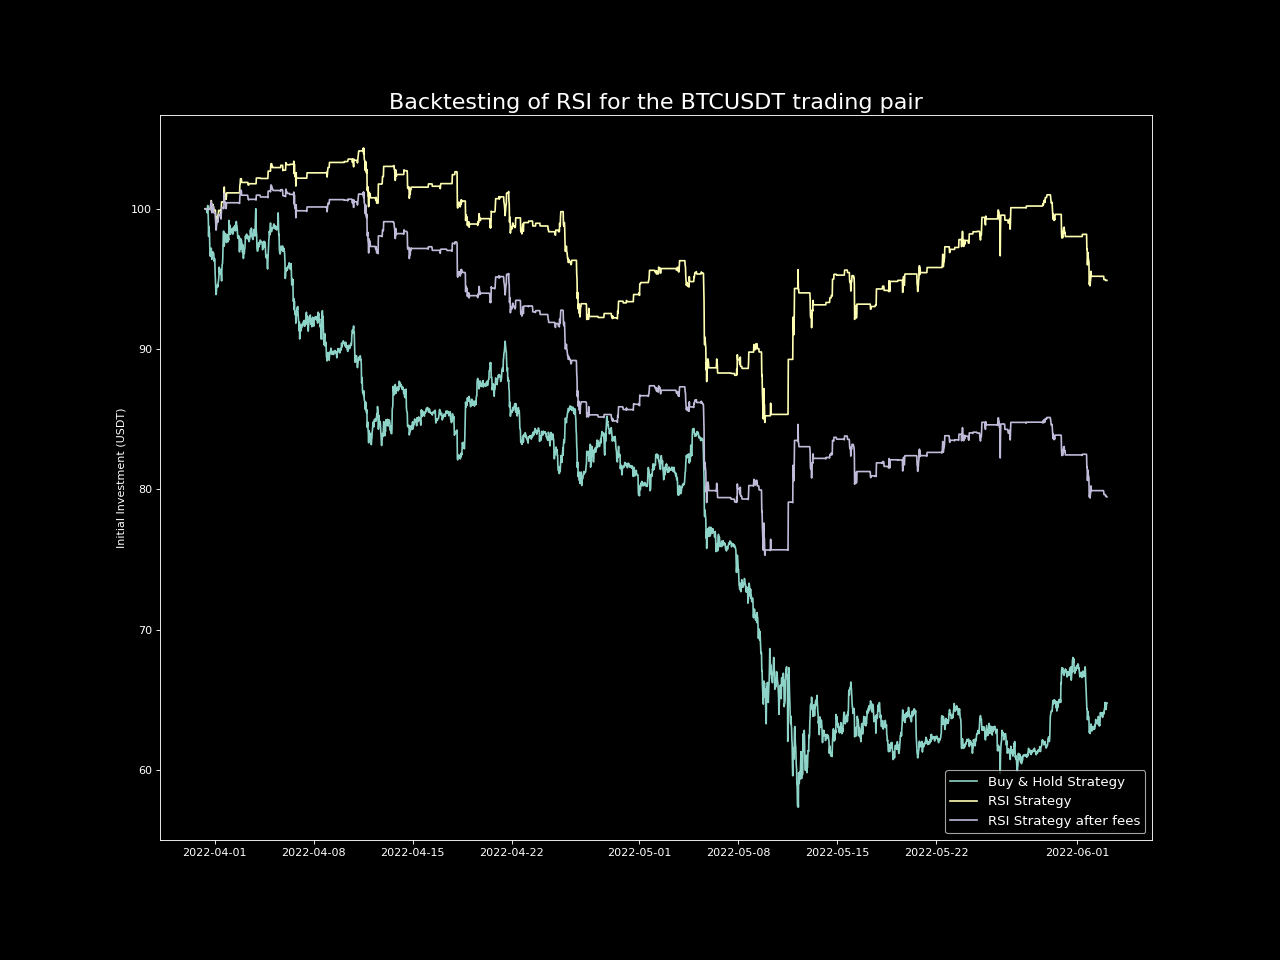 Backtesting of RSI for the BTCUSDT trading pair
100
90
80
70
60
Initial Investment (USDT)
2022-04-01
2022-04-08
2022-04-15
2022-04-22
2022-05-01
2022-05-08
2022-05-15
2022-05-22
2022-06-01
Buy & Hold Strategy
RSI Strategy
RSI Strategy after fees